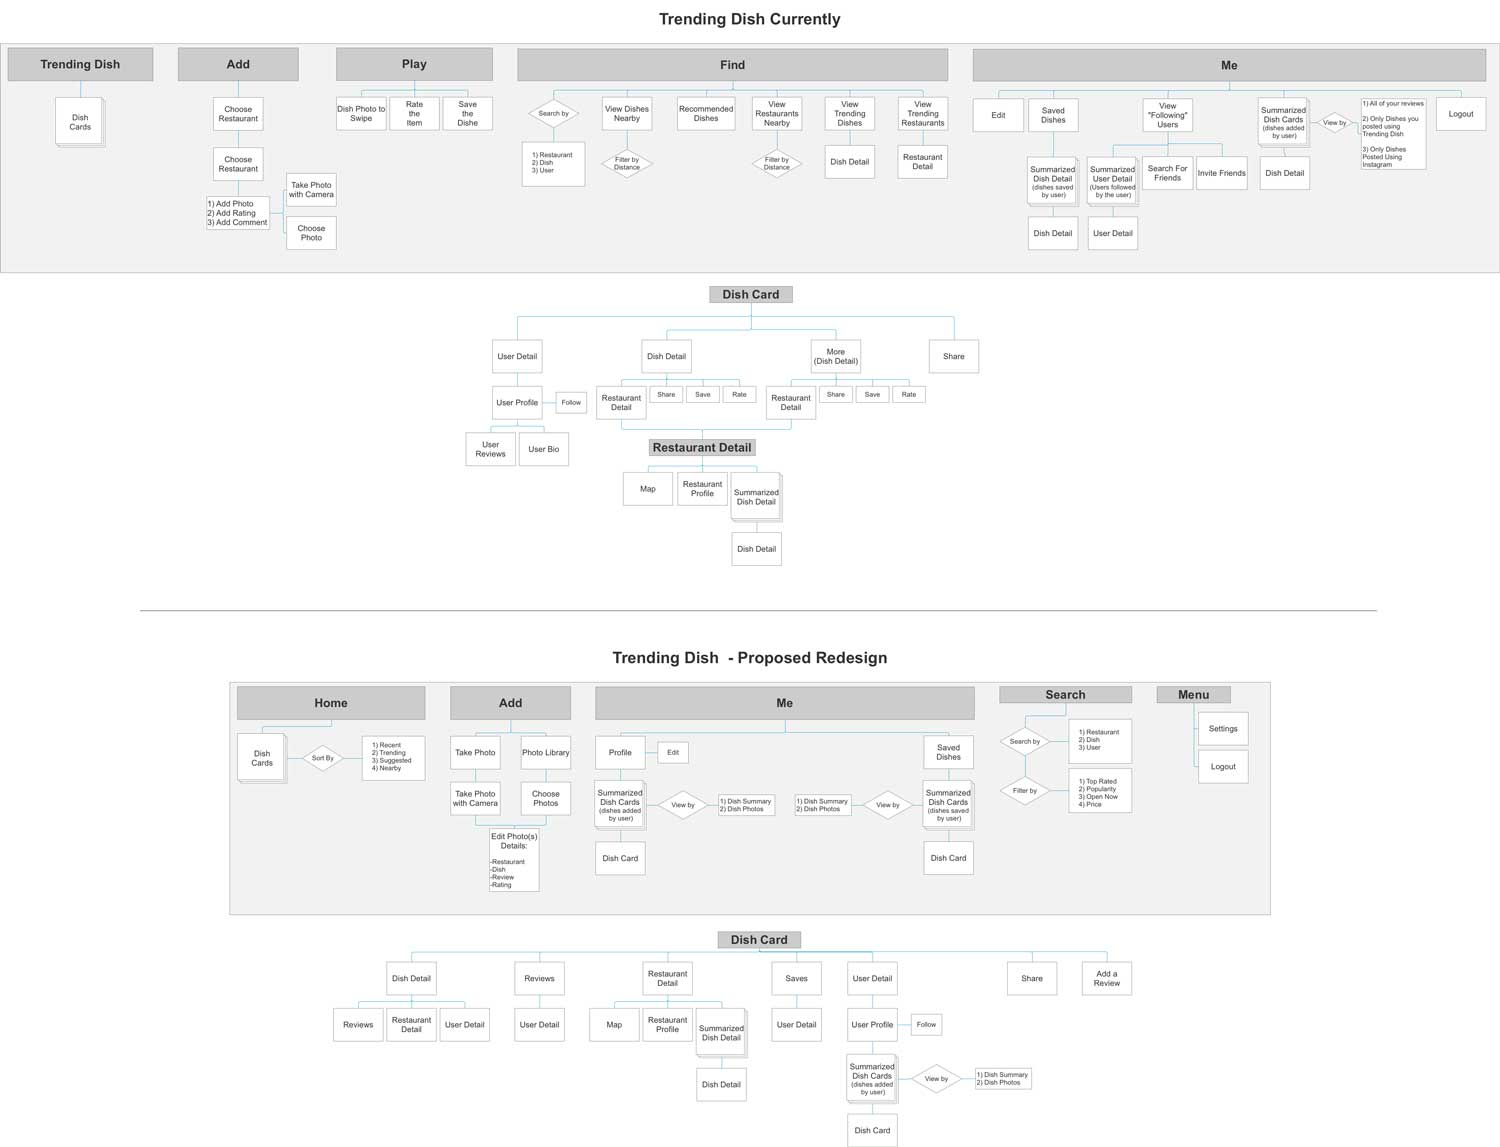 Trending Dish Currently
Trending Dish
Dish
Cards
Add
Choose
Restaurant
Choose
Restaurant
1) Add Photo
2) Add Rating
3) Add Comment
Take Photo
with Camera
Choose
Photo
Play
Dish Photo to
Swipe
Rate
the
Item
Save
the
Dishe
Find
Search by
1) Restaurant
2) Dish
3) User
View Dishes
Nearby
Filter by
Distance
Recommended
Dishes
View
Restaurants
Nearby
Filter by
Distance
View
Trending
Dishes
Dish Detail
View
Trending
Restaurants
Restaurant
Detail
Me
Edit
Saved
Dishes
Summarized
Dish Detail
(dishes saved
by user)
Dish Detail
View
"Following"
Users
Summarized
User Detail
(Users followed
by the user)
User Detail
Search For
Friends
Invite Friends
Summarized
Dish Cards
(dishes added
by user)
Dish Detail
View by
1) All of your reviews
2) Only Dishes you
posted using
Trending Dish
3) Only Dishes
Posted Using
Instagram
Logout
Dish Card
User Detail
User Profile
Follow
User
Reviews
User Bio
Dish Detail
Restaurant
Detail
Share
Save
Rate
More
(Dish Detail)
Restaurant
Detail
Share
Save
Rate
Share
Restaurant Detail
Map
Restaurant
Profile
Summarized
Dish Detail
Dish Detail
Trending Dish - Proposed Redesign
Home
Dish
Cards
Sort By
1) Recent
2) Trending
3) Suggested
4) Nearby
Add
Take Photo
Photo Library
Take Photo
with Camera
Choose
Photos
Edit Photo(s)
Details:
-Restaurant
-Dish
-Review
-Rating
Me
Profile
Edit
Summarized
Dish Cards
(dishes added
by user)
View by
1) Dish Summary
2) Dish Photos
Dish Card
Saved
Dishes
1) Dish Summary
2) Dish Photos
View by
Summarized
Dish Cards
(dishes saved
by user)
Dish Card
Search
Search by
1) Restaurant
2) Dish
3) User
Filter by
1) Top Rated
2) Popularity
3) Open Now
4) Price
Menu
Settings
Logout
Dish Card
Dish Detail
Reviews
Restaurant
Detail
User Detail
Reviews
User Detail
Restaurant
Detail
Map
Restaurant
Profile
Summarized
Dish Detail
Dish Detail
Saves
User Detail
User Detail
User Profile
Follow
Summarized
Dish Cards
(dishes added
by user)
View by
1) Dish Summary
2) Dish Photos
Dish Card
Share
Add a
Review